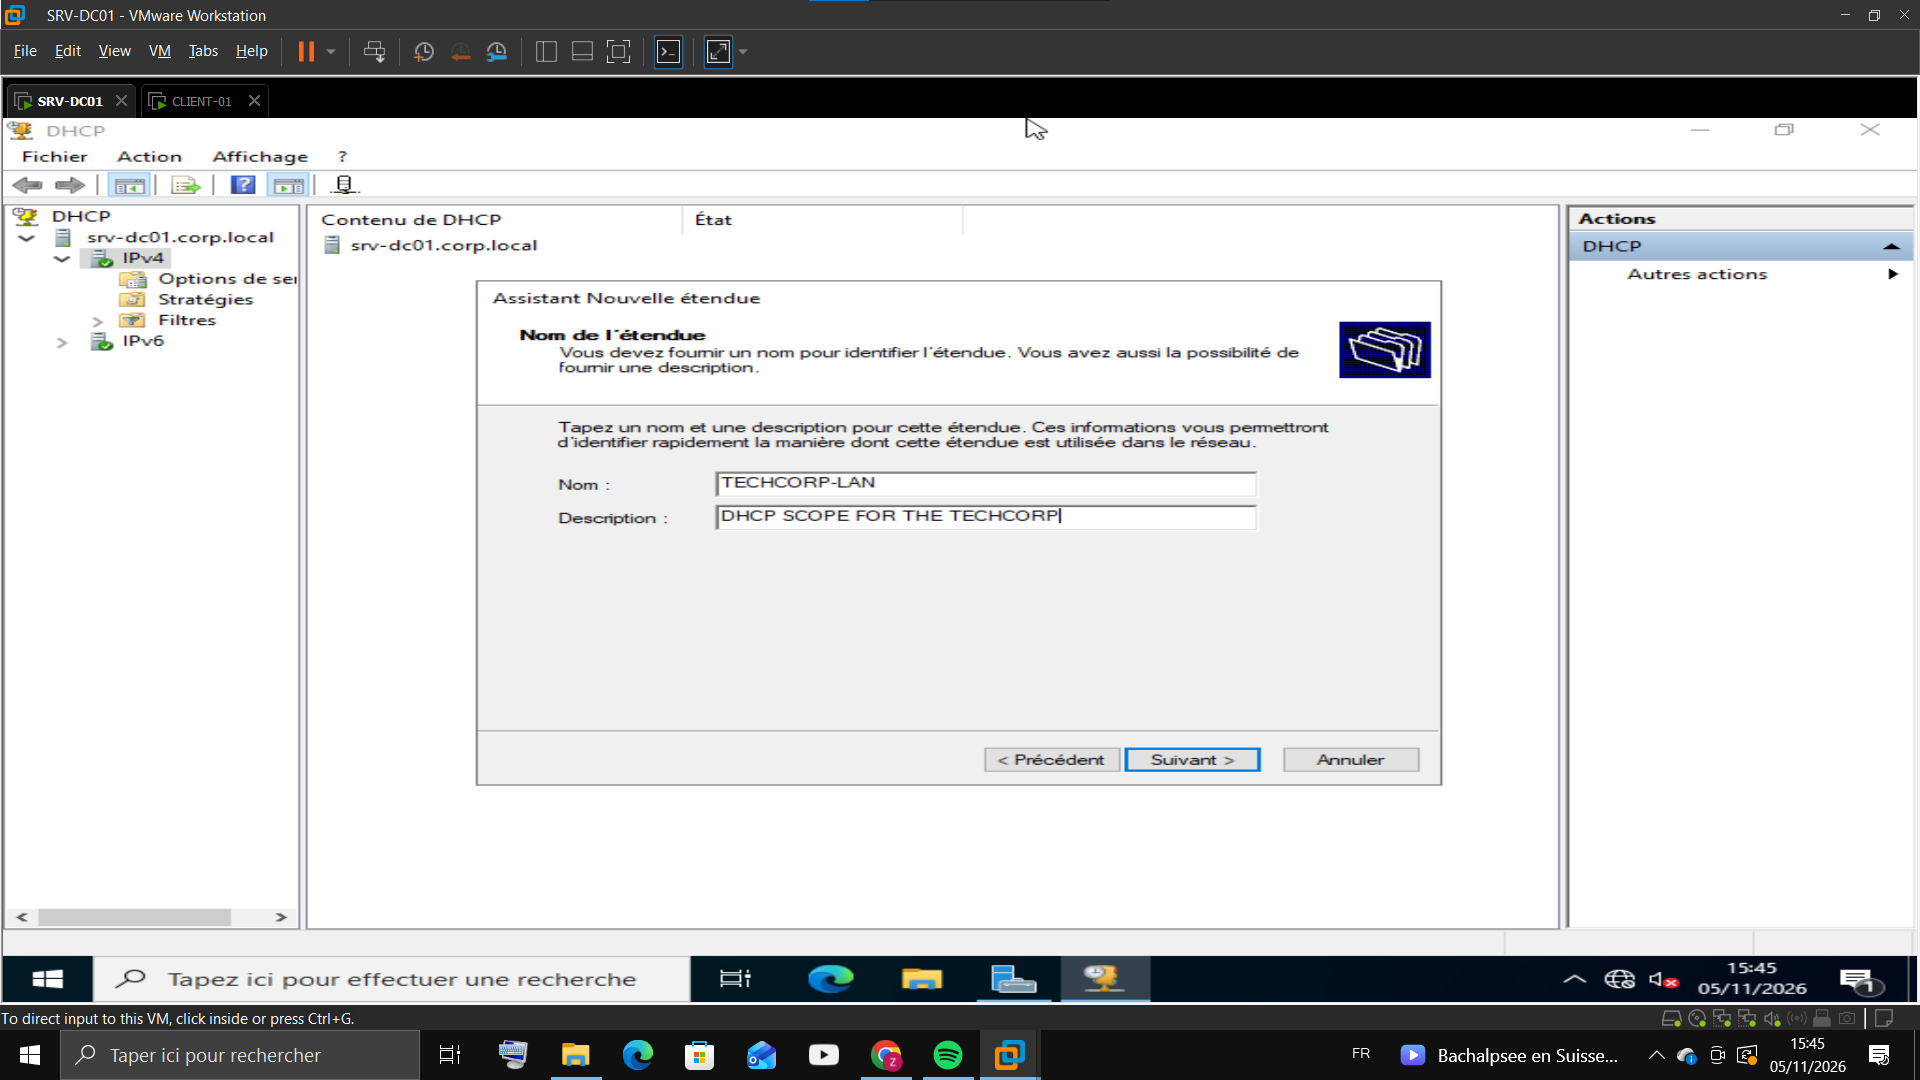 SRV-DC01 - VMware Workstation
File Edit View VM Tabs Help
SRV-DC01 CLIENT-01
DHCP
Fichier Action Affichage ?
DHCP
srv-dc01.corp.local
IPv4
Options de ser
Stratégies
Filtres
IPv6
Contenu de DHCP État
srv-dc01.corp.local
Actions
DHCP
Autres actions
Assistant Nouvelle étendue
Nom de l'étendue
Vous devez fournir un nom pour identifier l'étendue. Vous avez aussi la possibilité de
fournir une description.
Tapez un nom et une description pour cette étendue. Ces informations vous permettront
d'identifier rapidement la manière dont cette étendue est utilisée dans le réseau.
Nom : TECHCORP-LAN
Description : DHCP SCOPE FOR THE TECHCORP
< Précédent Suivant > Annuler
Tapez ici pour effectuer une recherche
15:45
05/11/2026
1
To direct input to this VM, click inside or press Ctrl+G.
Taper ici pour rechercher
z
FR
Bachalpsee en Suisse...
15:45
05/11/2026